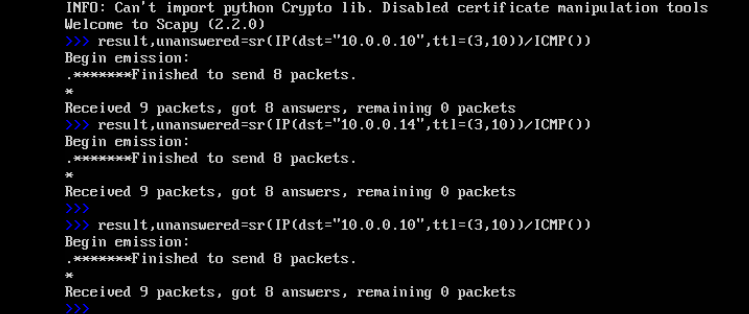 INFO: Can't import python Crypto lib. Disabled certificate manipulation tools
Welcome to Scapy (2.2.0)
>>> result,unanswered=sr(IP(dst="10.0.0.10",ttl=(3,10))/ICMP())
Begin emission:
.*******Finished to send 8 packets.
*
Received 9 packets, got 8 answers, remaining 0 packets
>>> result,unanswered=sr(IP(dst="10.0.0.14",ttl=(3,10))/ICMP())
Begin emission:
.*******Finished to send 8 packets.
*
Received 9 packets, got 8 answers, remaining 0 packets
>>>
>>> result,unanswered=sr(IP(dst="10.0.0.10",ttl=(3,10))/ICMP())
Begin emission:
.*******Finished to send 8 packets.
*
Received 9 packets, got 8 answers, remaining 0 packets
>>>